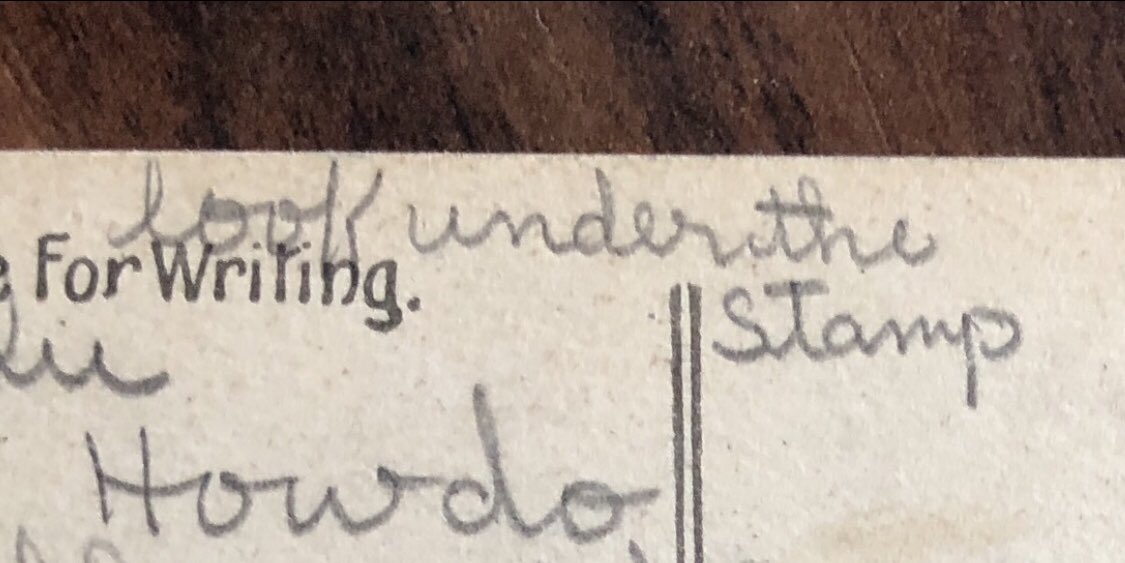 look under the
For Writing.
Stamp
How do